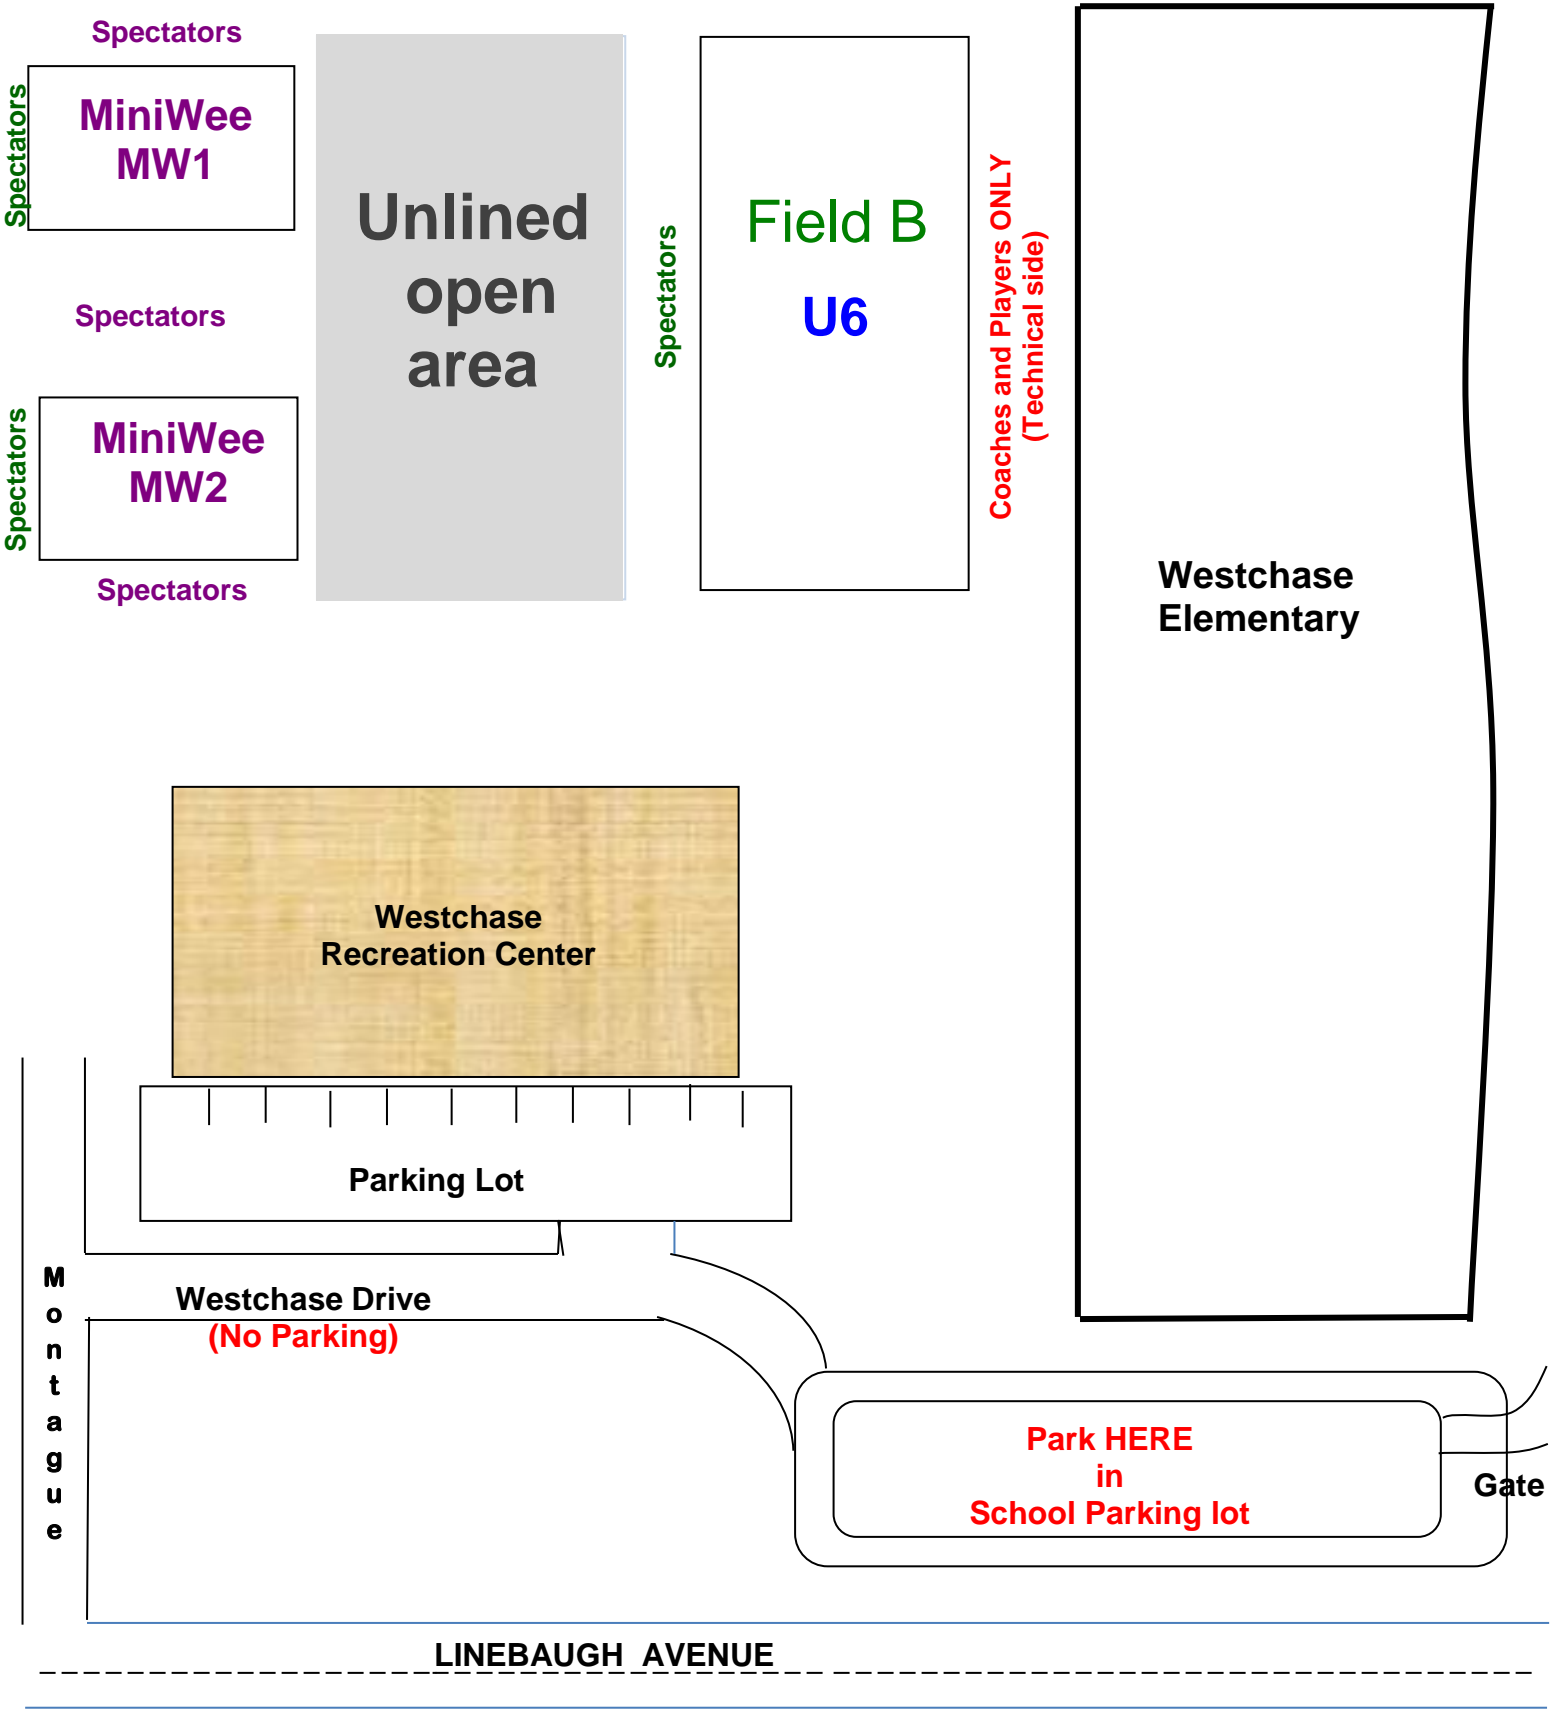 Spectators
Spectators
MiniWee
MW1
Unlined
open
area
Spectators
Field B
U6
Coaches and Players ONLY
(Technical side)
Spectators
Spectators
MiniWee
MW2
Spectators
Westchase
Elementary
Westchase
Recreation Center
Parking Lot
Montague
Westchase Drive
(No Parking)
Park HERE
in
School Parking lot
Gate
LINEBAUGH AVENUE